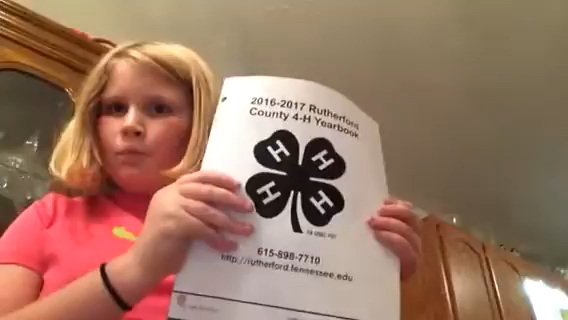 2016-2017 Rutherford
County 4-H Yearbook
H H
H H
615-898-7710
http://rutherford.tennessee.edu